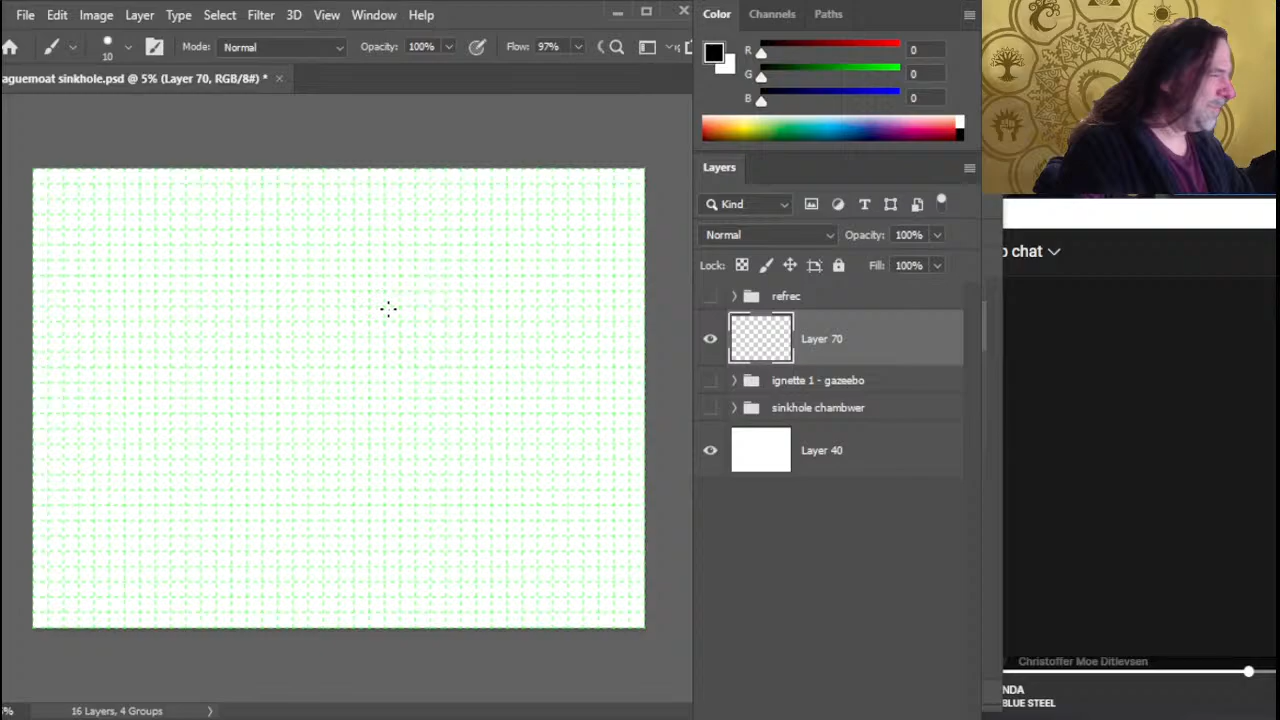 File Edit Image Layer Type Select Filter 3D View Window Help
10 Mode: Normal Opacity: 100% Flow: 97%
aguemoat sinkhole.psd @ 5% (Layer 70, RGB/8#) *
Color Channels Paths
R 0
G 0
B 0
Layers
Kind
Normal Opacity: 100%
Lock: Fill: 100%
refrec
Layer 70
ignette 1 - gazeebo
sinkhole chambwer
Layer 40
chat
Christoffer Moe Ditlevsen
NDA
BLUE STEEL
% 16 Layers, 4 Groups